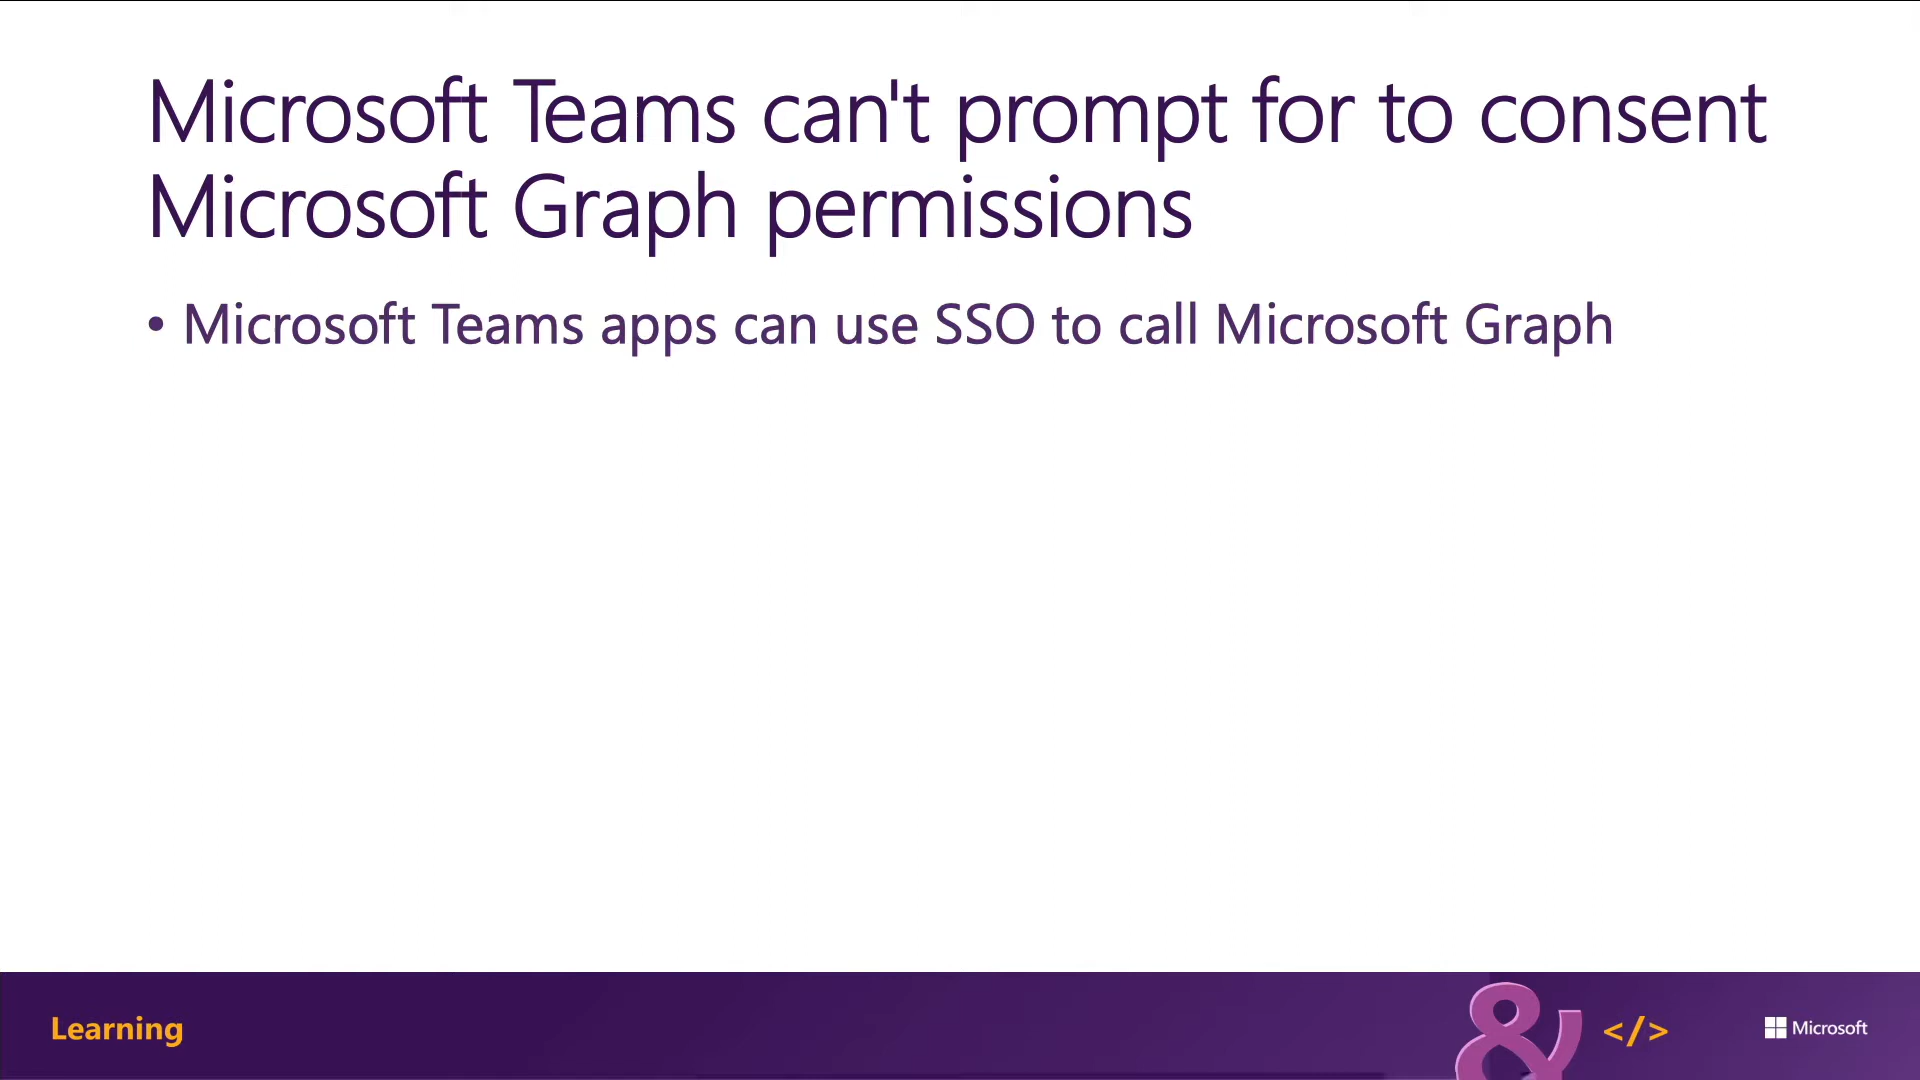 Microsoft Teams can't prompt for to consent
Microsoft Graph permissions
• Microsoft Teams apps can use SSO to call Microsoft Graph
Learning
& </>
Microsoft